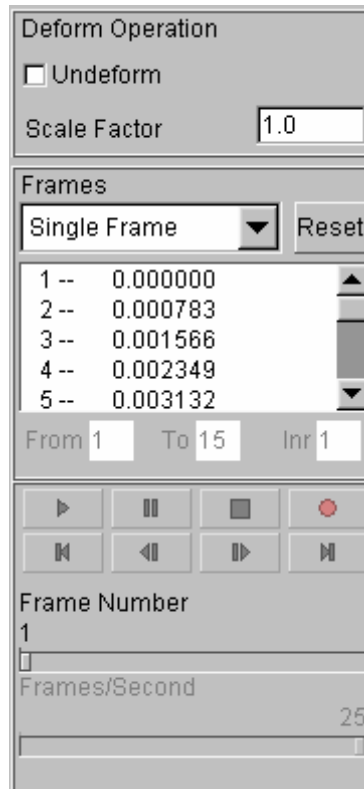 Deform Operation
Undeform
Scale Factor 1.0
Frames
Single Frame Reset
1 -- 0.000000
2 -- 0.000783
3 -- 0.001566
4 -- 0.002349
5 -- 0.003132
From 1 To 15 Inr 1
Frame Number
1
Frames/Second
25